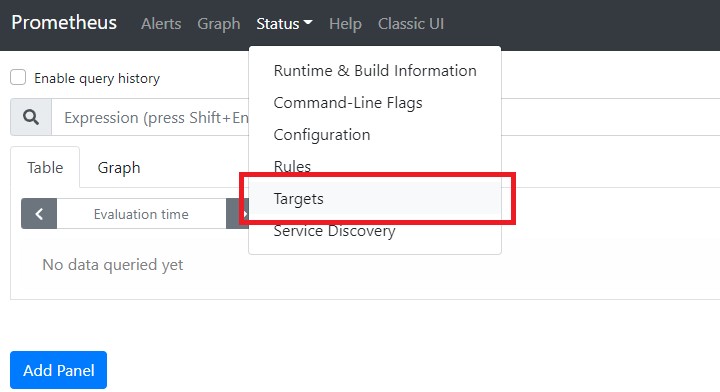 Prometheus Alerts Graph Status Help Classic UI
Enable query history
Runtime & Build Information
Command-Line Flags
Configuration
Rules
Targets
Service Discovery
Expression (press Shift+En
Table Graph
Evaluation time
No data queried yet
Add Panel